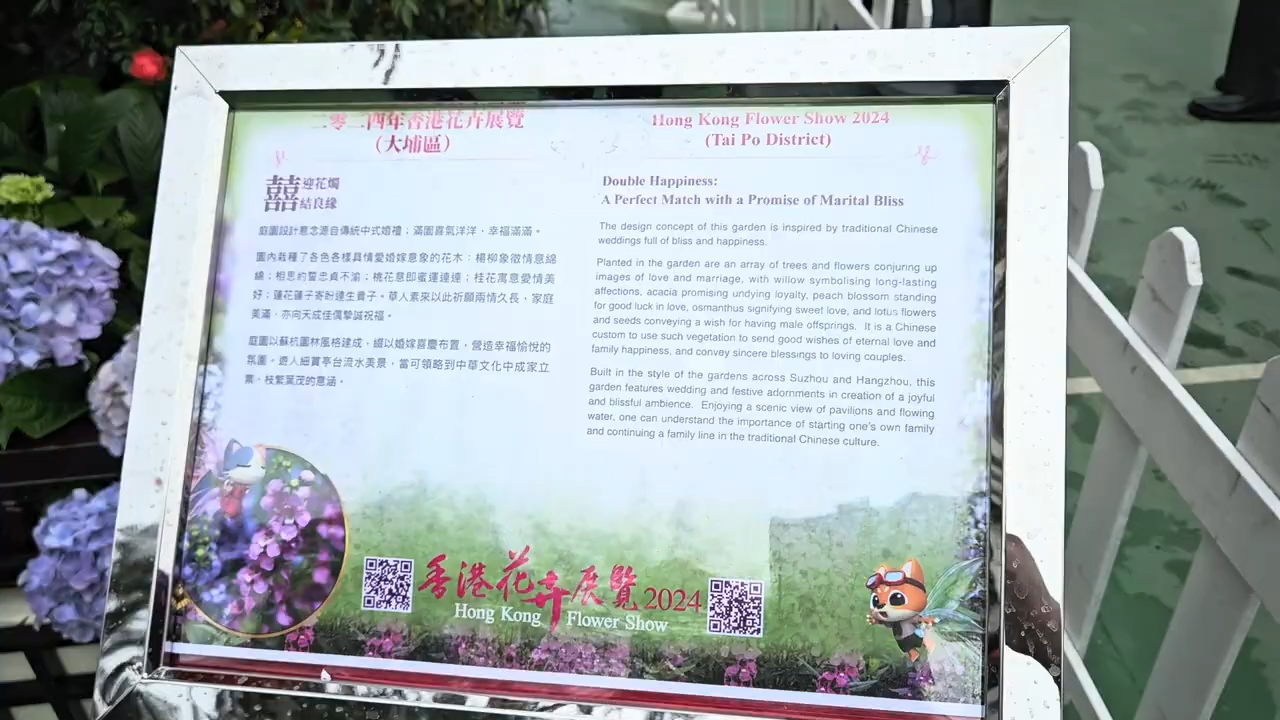 二零二四年香港花卉展覽
(大埔區)
囍迎花燭
結良緣
庭園設計意念源自傳統中式婚禮；滿園喜氣洋洋，幸福滿滿。
園內栽種了各色各樣具情愛婚嫁意象的花木：楊柳象徵情意綿
綿；相思約誓忠貞不渝；桃花意即蜜運連連；桂花寓意愛情美
好；蓮花蓮子寄盼連生貴子。華人素來以此祈願兩情久長，家庭
美滿，亦向天成佳偶摯誠祝福。
庭園以蘇杭園林風格建成，綴以婚嫁喜慶布置，營造幸福愉悅的
氛圍。遊人細賞亭台流水美景，當可領略到中華文化中成家立
業、枝繁葉茂的意涵。
Hong Kong Flower Show 2024
(Tai Po District)
Double Happiness:
A Perfect Match with a Promise of Marital Bliss
The design concept of this garden is inspired by traditional Chinese
weddings full of bliss and happiness.
Planted in the garden are an array of trees and flowers conjuring up
images of love and marriage, with willow symbolising long-lasting
affections, acacia promising undying loyalty, peach blossom standing
for good luck in love, osmanthus signifying sweet love, and lotus flowers
and seeds conveying a wish for having male offsprings. It is a Chinese
custom to use such vegetation to send good wishes of eternal love and
family happiness, and convey sincere blessings to loving couples.
Built in the style of the gardens across Suzhou and Hangzhou, this
garden features wedding and festive adornments in creation of a joyful
and blissful ambience. Enjoying a scenic view of pavilions and flowing
water, one can understand the importance of starting one's own family
and continuing a family line in the traditional Chinese culture.
香港花卉展覽2024
Hong Kong Flower Show